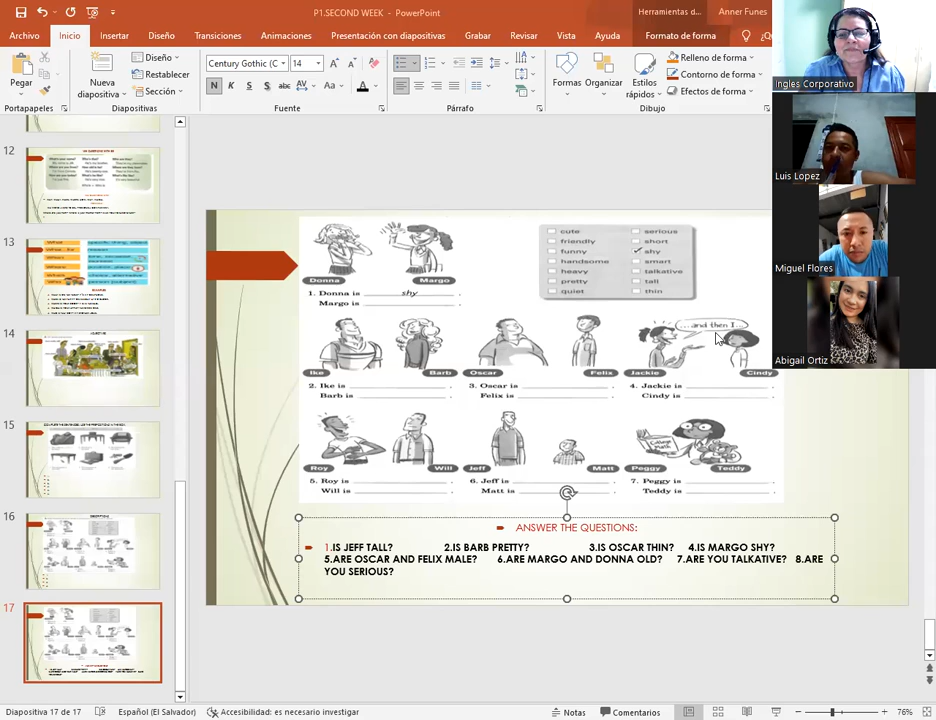 P1.SECOND WEEK - PowerPoint
Herramientas d...
Anner Funes
Archivo
Inicio
Insertar
Diseño
Transiciones
Animaciones
Presentación con diapositivas
Grabar
Revisar
Vista
Ayuda
Formato de forma
Pegar
Nueva
diapositiva
Diseño
Restablecer
Sección
Century Gothic (C
14
N K S abc AV Aa A
Formas
Organizar
Estilos
rápidos
Relleno de forma
Contorno de forma
Efectos de forma
Portapapeles
Diapositivas
Fuente
Párrafo
Dibujo
Ingles Corporativo
Luis Lopez
Miguel Flores
Abigail Ortiz
12
13
14
15
16
17
cute
friendly
funny
handsome
heavy
pretty
quiet
serious
short
shy
smart
talkative
tall
thin
Donna
Margo
1. Donna is shy .
Margo is .
...and then I...
Ike
Barb
Oscar
Felix
Jackie
Cindy
2. Ike is .
Barb is .
3. Oscar is .
Felix is .
4. Jackie is .
Cindy is .
Roy
Will
Jeff
Matt
College
Math
Peggy
Teddy
5. Roy is .
Will is .
6. Jeff is .
Matt is .
7. Peggy is .
Teddy is .
ANSWER THE QUESTIONS:
1.IS JEFF TALL? 2.IS BARB PRETTY? 3.IS OSCAR THIN? 4.IS MARGO SHY?
5.ARE OSCAR AND FELIX MALE? 6.ARE MARGO AND DONNA OLD? 7.ARE YOU TALKATIVE? 8.ARE
YOU SERIOUS?
Diapositiva 17 de 17
Español (El Salvador)
Accesibilidad: es necesario investigar
Notas
Comentarios
76%